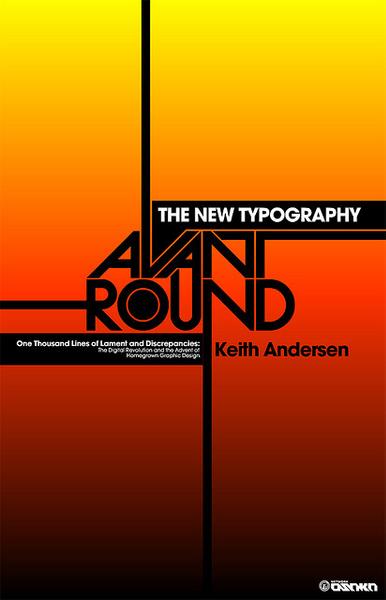 THE NEW TYPOGRAPHY
AVANT
ROUND
One Thousand Lines of Lament and Discrepancies:
The Digital Revolution and the Advent of
Homegrown Graphic Design
Keith Andersen